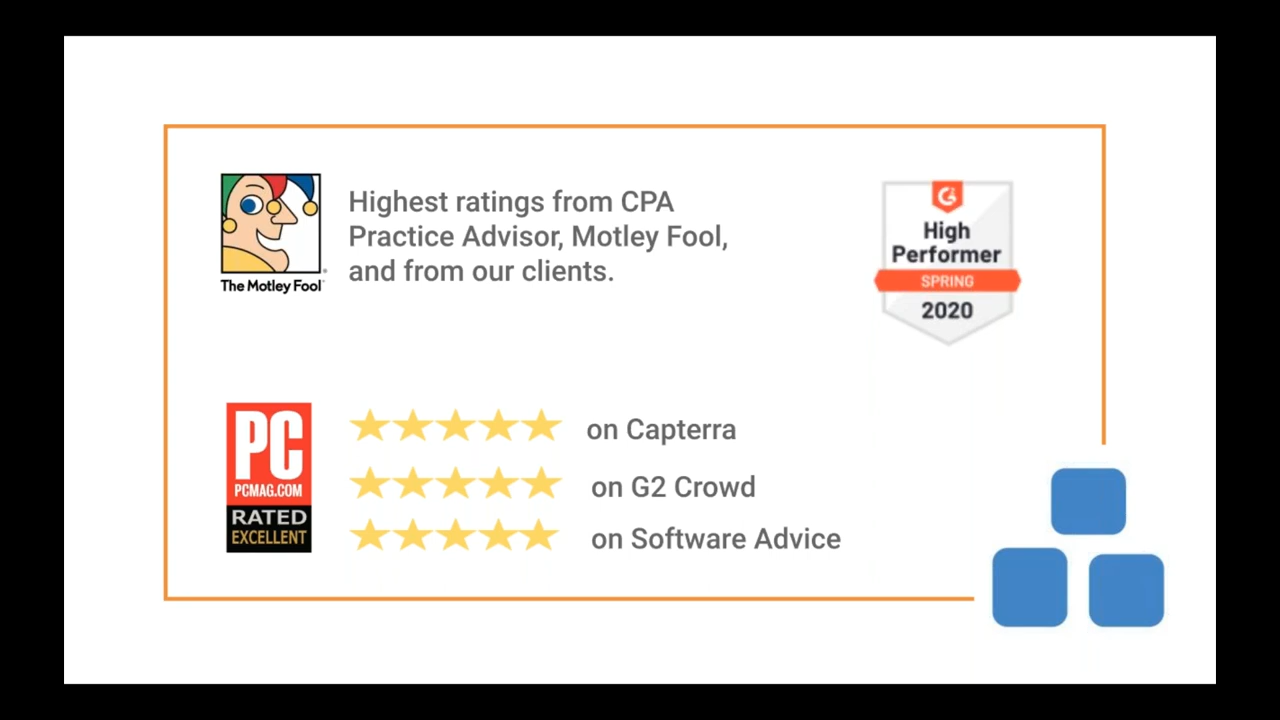 Highest ratings from CPA
Practice Advisor, Motley Fool,
and from our clients.
The Motley Fool®
High
Performer
SPRING
2020
PC
PCMAG.COM
RATED
EXCELLENT
on Capterra
on G2 Crowd
on Software Advice